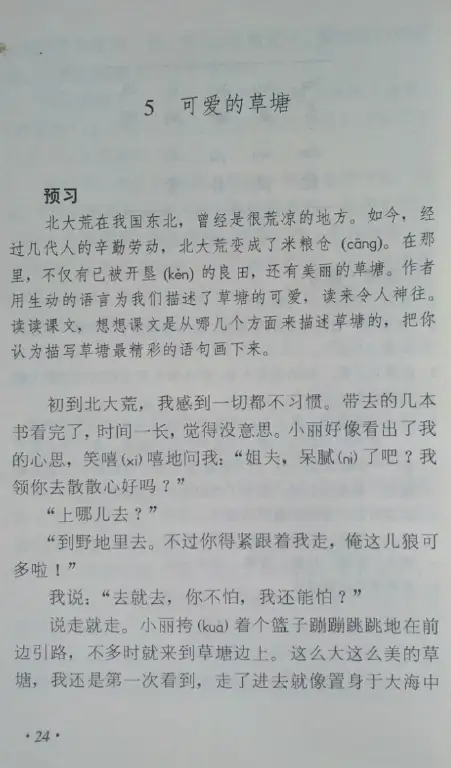 5 可爱的草塘
预习
北大荒在我国东北，曾经是很荒凉的地方。如今，经
过几代人的辛勤劳动，北大荒变成了米粮仓 (cāng)。在那
里，不仅有已被开垦 (kěn) 的良田，还有美丽的草塘。作者
用生动的语言为我们描述了草塘的可爱，读来令人神往。
读读课文，想想课文是从哪几个方面来描述草塘的，把你
认为描写草塘最精彩的语句画下来。
初到北大荒，我感到一切都不习惯。带去的几本
书看完了，时间一长，觉得没意思。小丽好像看出了我
的心思，笑嘻(xī)嘻地问我：“姐夫，呆腻(nì)了吧？我
领你去散散心好吗？”
“上哪儿去？”
“到野地里去。不过你得紧跟着我走，俺这儿狼可
多啦！”
我说：“去就去，你不怕，我还能怕？”
说走就走。小丽挎(kuà)着个篮子蹦蹦跳跳地在前
边引路，不多时就来到草塘边上。这么大这么美的草
塘，我还是第一次看到，走了进去就像置身于大海中
·24·